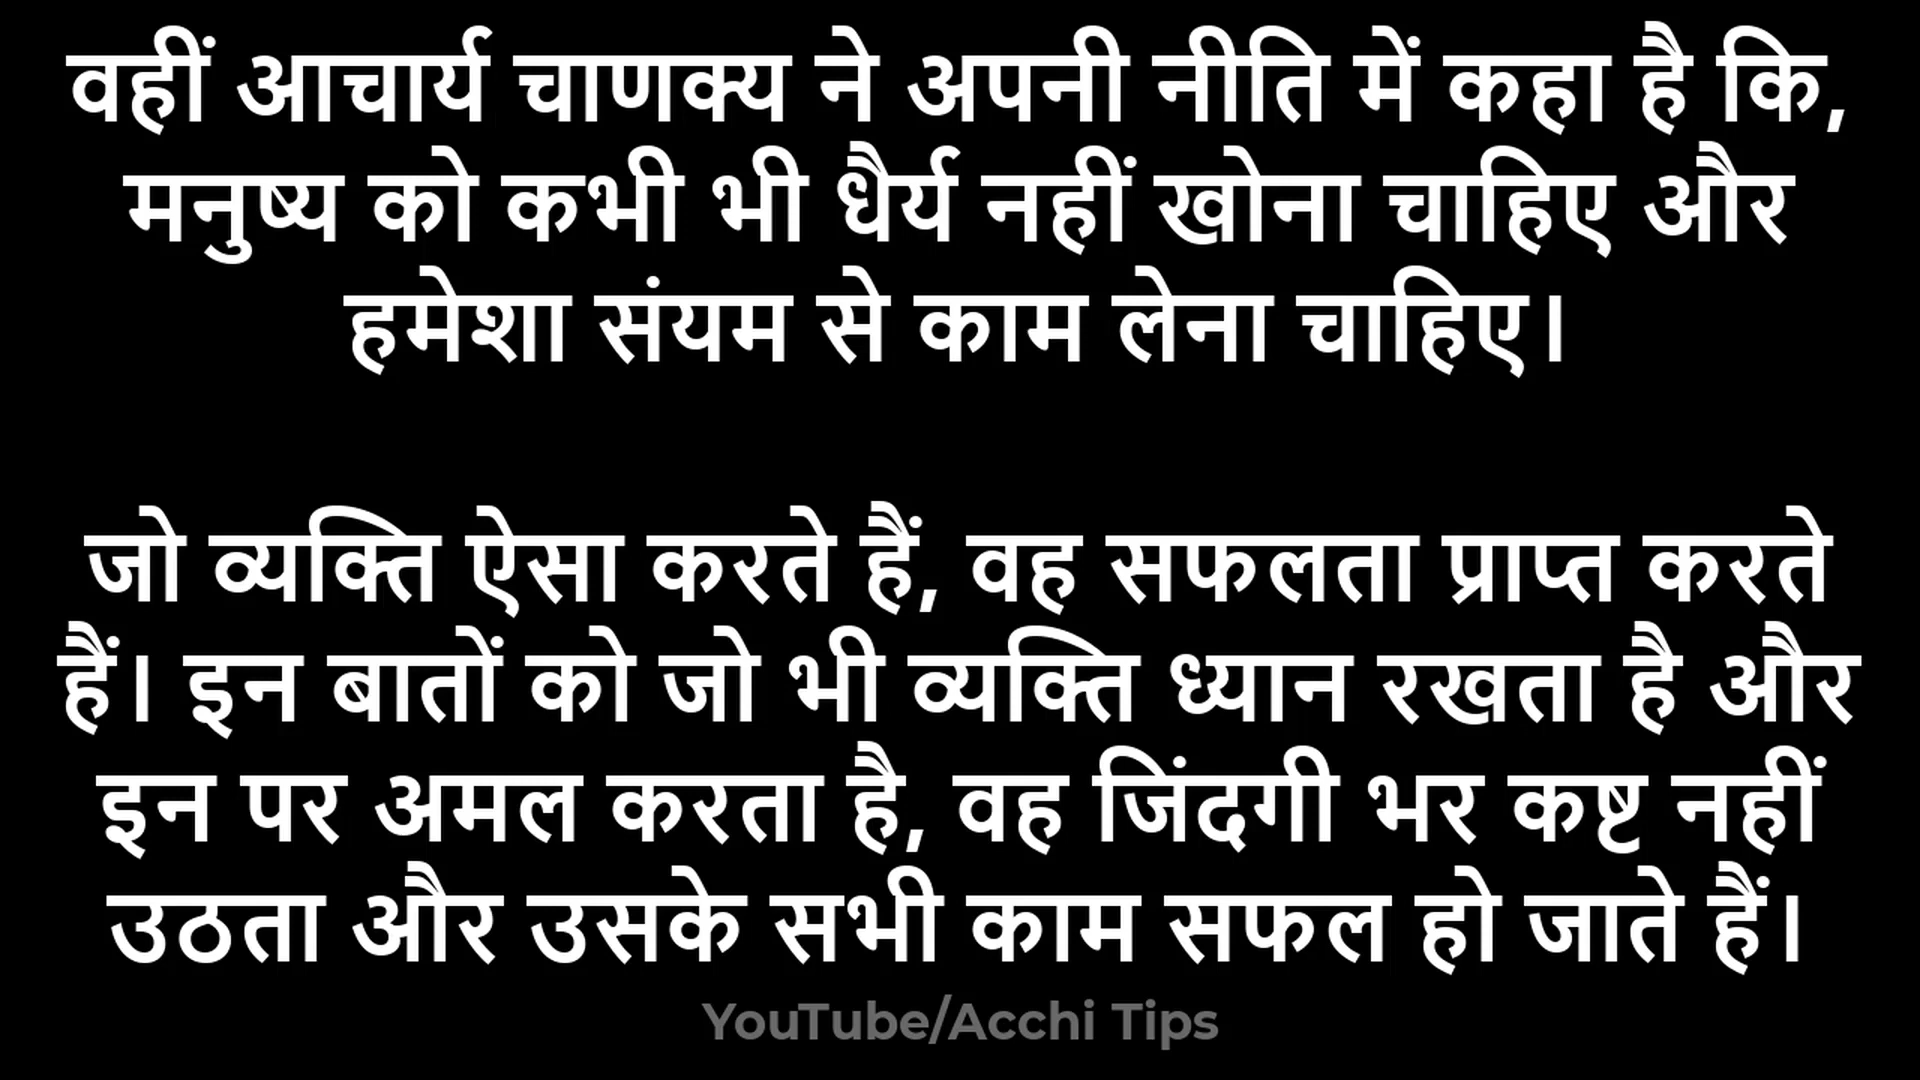 वहीं आचार्य चाणक्य ने अपनी नीति में कहा है कि,
मनुष्य को कभी भी धैर्य नहीं खोना चाहिए और
हमेशा संयम से काम लेना चाहिए।
जो व्यक्ति ऐसा करते हैं, वह सफलता प्राप्त करते
हैं। इन बातों को जो भी व्यक्ति ध्यान रखता है और
इन पर अमल करता है, वह जिंदगी भर कष्ट नहीं
उठता और उसके सभी काम सफल हो जाते हैं।
YouTube/Acchi Tips